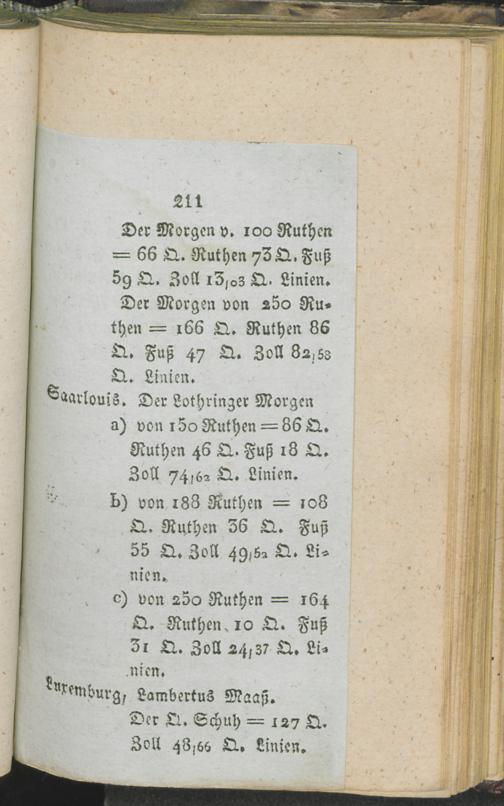 211
Der Morgen v. 100 Ruthen
= 66 Q. Ruthen 73 Q. Fuß
59 Q. Zoll 13,03 Q. Linien.
Der Morgen von 250 Ru-
then = 166 Q. Ruthen 86
Q. Fuß 47 Q. Zoll 82,58
Q. Linien.
Saarlouis. Der Lothringer Morgen
a) von 150 Ruthen = 86 Q.
Ruthen 46 Q. Fuß 18 Q.
Zoll 74,62 Q. Linien.
b) von 188 Ruthen = 108
Q. Ruthen 36 Q. Fuß
55 Q. Zoll 49,52 Q. Li-
nien.
c) von 250 Ruthen = 164
Q. Ruthen 10 Q. Fuß
31 Q. Zoll 24,37 Q. Li-
nien.
Luxemburg, Lambertus Maaß.
Der Q. Schuh = 127 Q.
Zoll 48,66 Q. Linien.